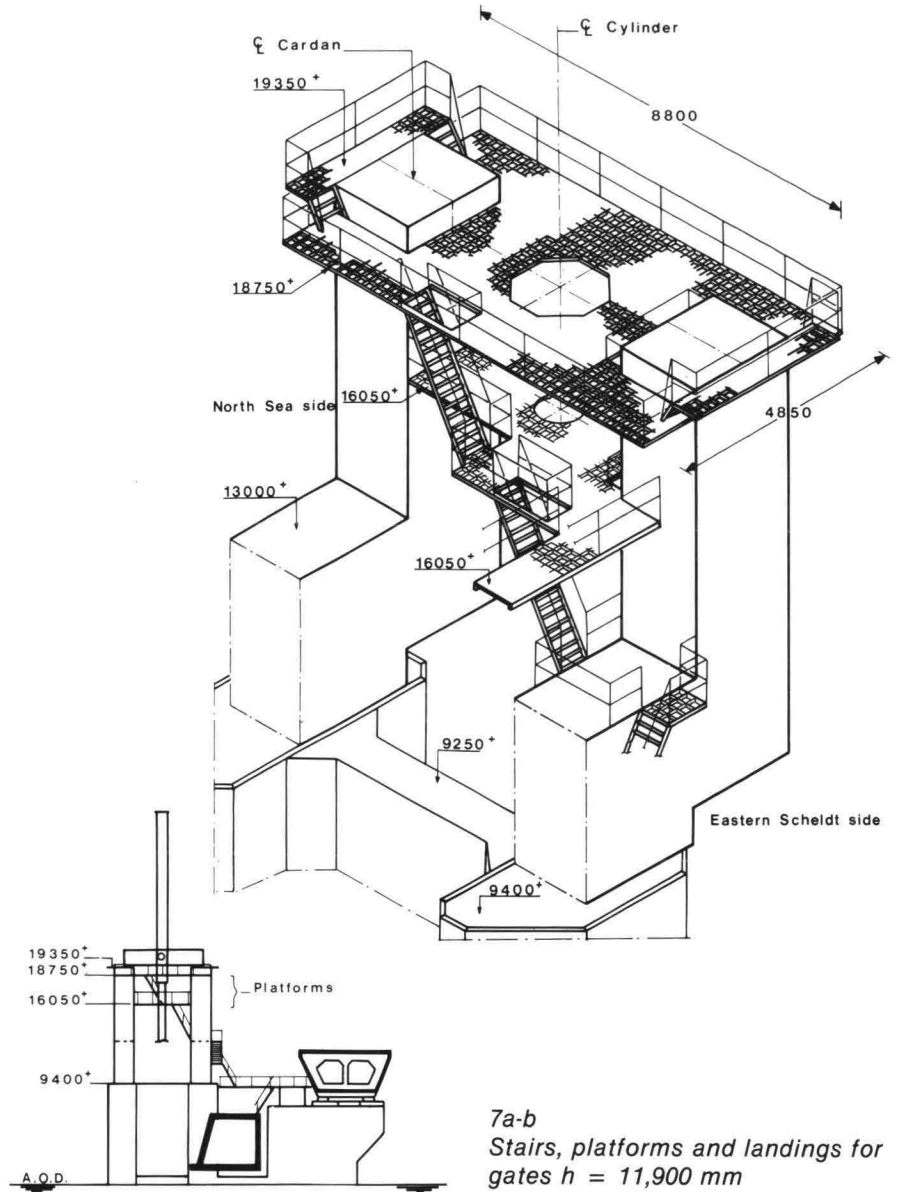 ℄ Cylinder
℄ Cardan
19350+
8800
18750+
16050+
North Sea side
4850
13000+
16050+
9250+
Eastern Scheldt side
9400+
19350+
18750+
Platforms
16050+
9400+
A.O.D.
7a-b
Stairs, platforms and landings for
gates h = 11,900 mm